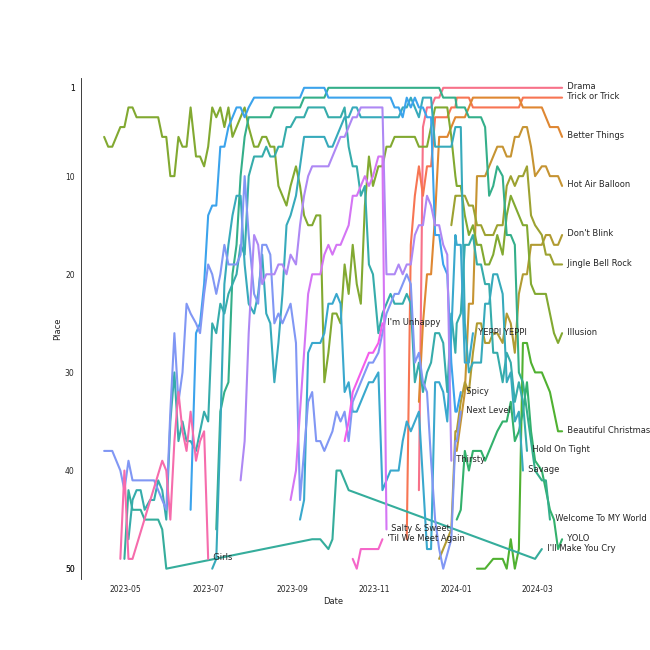 1
Drama
Trick or Trick
Better Things
10
Hot Air Balloon
Don't Blink
Jingle Bell Rock
20
I'm Unhappy
YEPPI YEPPI
Illusion
Place
30
Spicy
Next Level
Beautiful Christmas
Hold On Tight
Thirsty
40
Savage
Welcome To MY World
Salty & Sweet
'Til We Meet Again
YOLO
I'll Make You Cry
Girls
50
2023-05
2023-07
2023-09
2023-11
2024-01
2024-03
Date